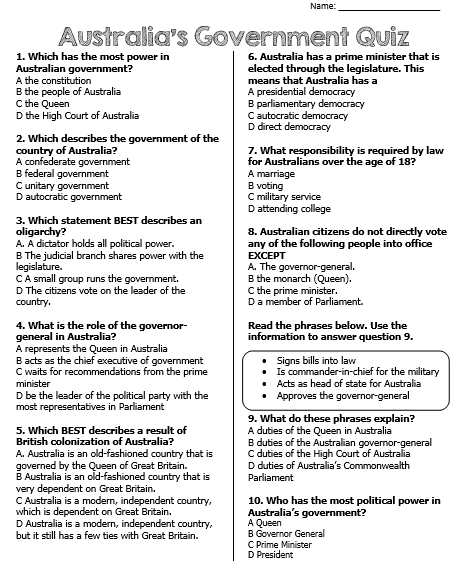 Name: ____________________
Australia's Government Quiz
1. Which has the most power in
Australian government?
A the constitution
B the people of Australia
C the Queen
D the High Court of Australia
2. Which describes the government of the
country of Australia?
A confederate government
B federal government
C unitary government
D autocratic government
3. Which statement BEST describes an
oligarchy?
A. A dictator holds all political power.
B The judicial branch shares power with the
legislature.
C A small group runs the government.
D The citizens vote on the leader of the
country.
4. What is the role of the governor-
general in Australia?
A represents the Queen in Australia
B acts as the chief executive of government
C waits for recommendations from the prime
minister
D be the leader of the political party with the
most representatives in Parliament
5. Which BEST describes a result of
British colonization of Australia?
A. Australia is an old-fashioned country that is
governed by the Queen of Great Britain.
B Australia is an old-fashioned country that is
very dependent on Great Britain.
C Australia is a modern, independent country,
which is dependent on Great Britain.
D Australia is a modern, independent country,
but it still has a few ties with Great Britain.
6. Australia has a prime minister that is
elected through the legislature. This
means that Australia has a
A presidential democracy
B parliamentary democracy
C autocratic democracy
D direct democracy
7. What responsibility is required by law
for Australians over the age of 18?
A marriage
B voting
C military service
D attending college
8. Australian citizens do not directly vote
any of the following people into office
EXCEPT
A. The governor-general.
B the monarch (Queen).
C the prime minister.
D a member of Parliament.
Read the phrases below. Use the
information to answer question 9.
• Signs bills into law
• Is commander-in-chief for the military
• Acts as head of state for Australia
• Approves the governor-general
9. What do these phrases explain?
A duties of the Queen in Australia
B duties of the Australian governor-general
C duties of the High Court of Australia
D duties of Australia's Commonwealth
Parliament
10. Who has the most political power in
Australia's government?
A Queen
B Governor General
C Prime Minister
D President